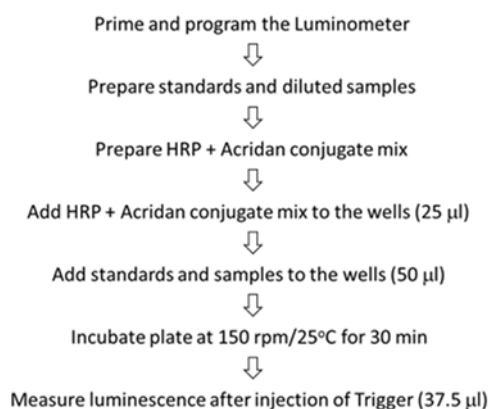 Prime and program the Luminometer
Prepare standards and diluted samples
Prepare HRP + Acridan conjugate mix
Add HRP + Acridan conjugate mix to the wells (25 µl)
Add standards and samples to the wells (50 µl)
Incubate plate at 150 rpm/25°C for 30 min
Measure luminescence after injection of Trigger (37.5 µl)